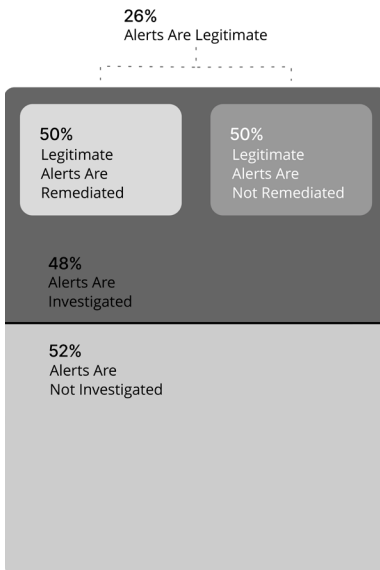 26%
Alerts Are Legitimate
50%
Legitimate
Alerts Are
Remediated
50%
Legitimate
Alerts Are
Not Remediated
48%
Alerts Are
Investigated
52%
Alerts Are
Not Investigated